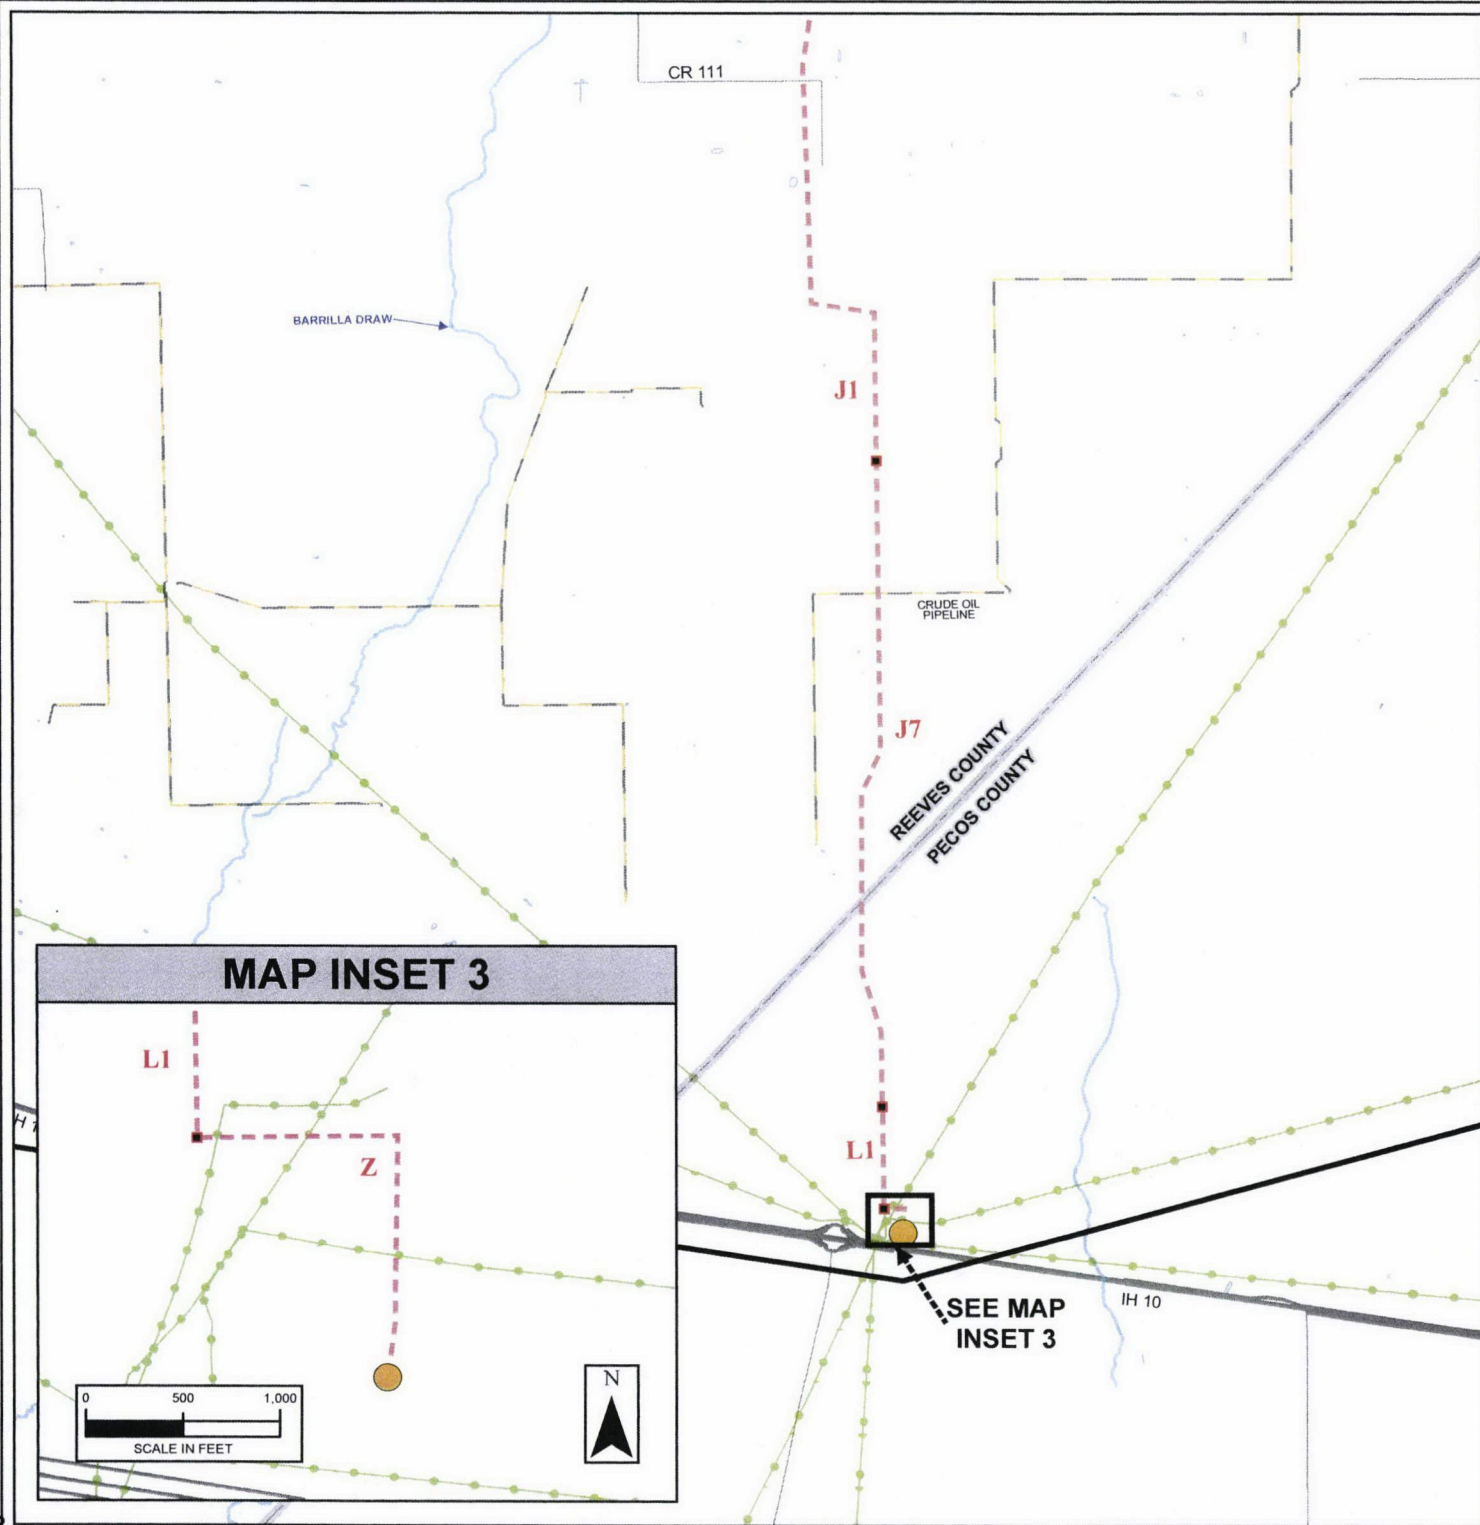 CR 111
BARRILLA DRAW
J1
CRUDE OIL
PIPELINE
J7
REEVES COUNTY
PECOS COUNTY
MAP INSET 3
L1
Z
N
0 500 1,000
SCALE IN FEET
L1
SEE MAP
INSET 3
IH 10